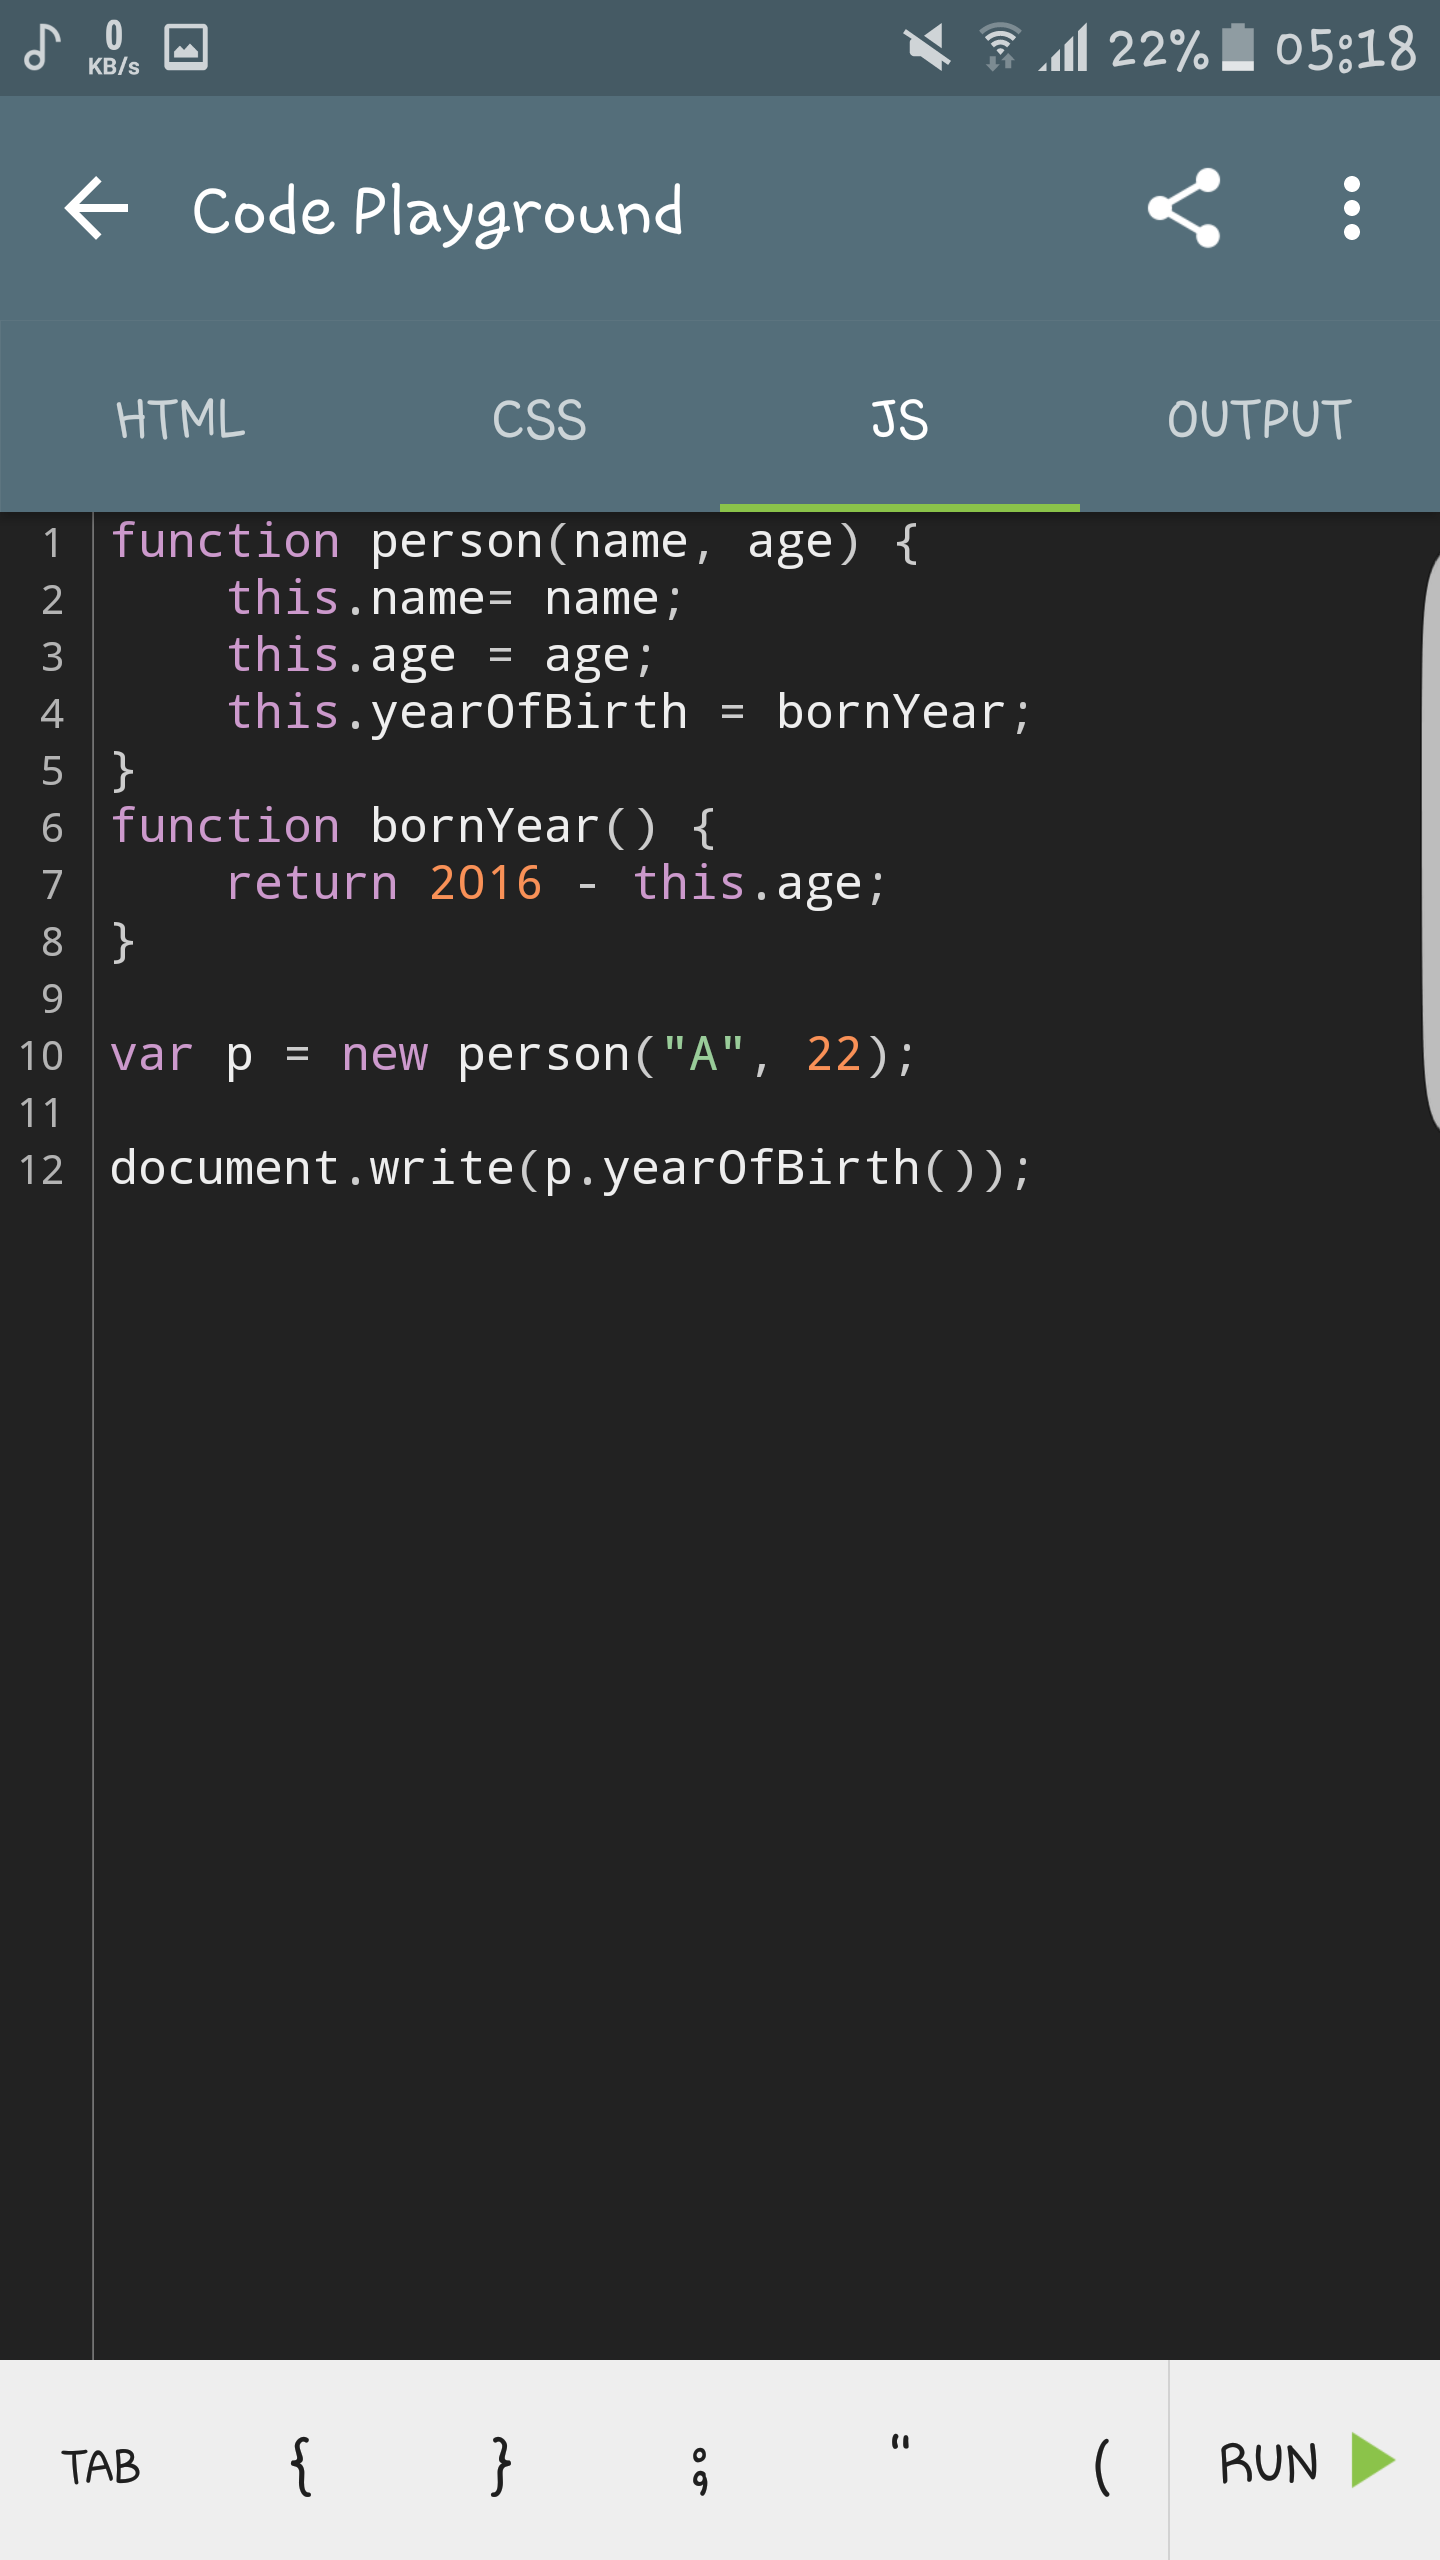 0 KB/s 22% 05:18
Code Playground
HTML CSS JS OUTPUT
1 function person(name, age) {
2     this.name= name;
3     this.age = age;
4     this.yearOfBirth = bornYear;
5 }
6 function bornYear() {
7     return 2016 - this.age;
8 }
9
10 var p = new person("A", 22);
11
12 document.write(p.yearOfBirth());
TAB { } ; " ( RUN